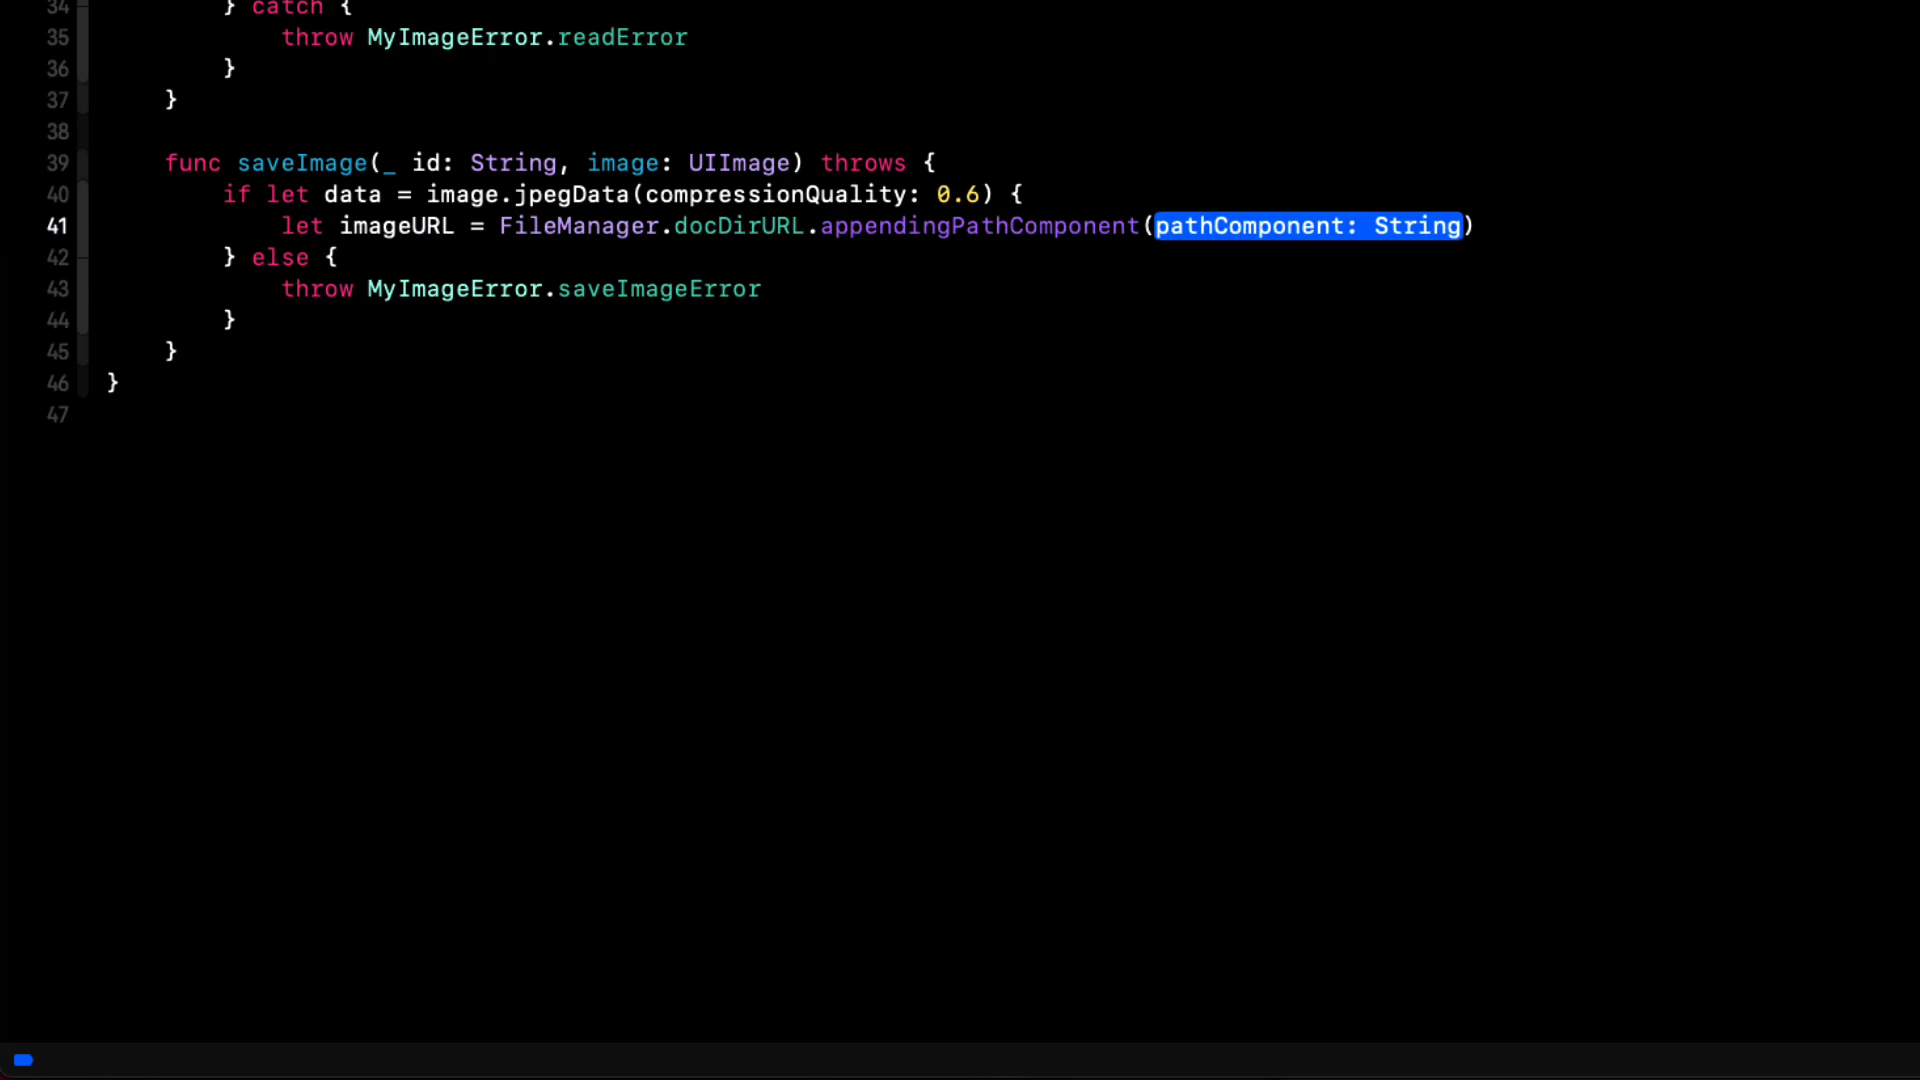 34 } catch {
35 throw MyImageError.readError
36 }
37 }
38
39 func saveImage(_ id: String, image: UIImage) throws {
40 if let data = image.jpegData(compressionQuality: 0.6) {
41 let imageURL = FileManager.docDirURL.appendingPathComponent(pathComponent: String)
42 } else {
43 throw MyImageError.saveImageError
44 }
45 }
46 }
47